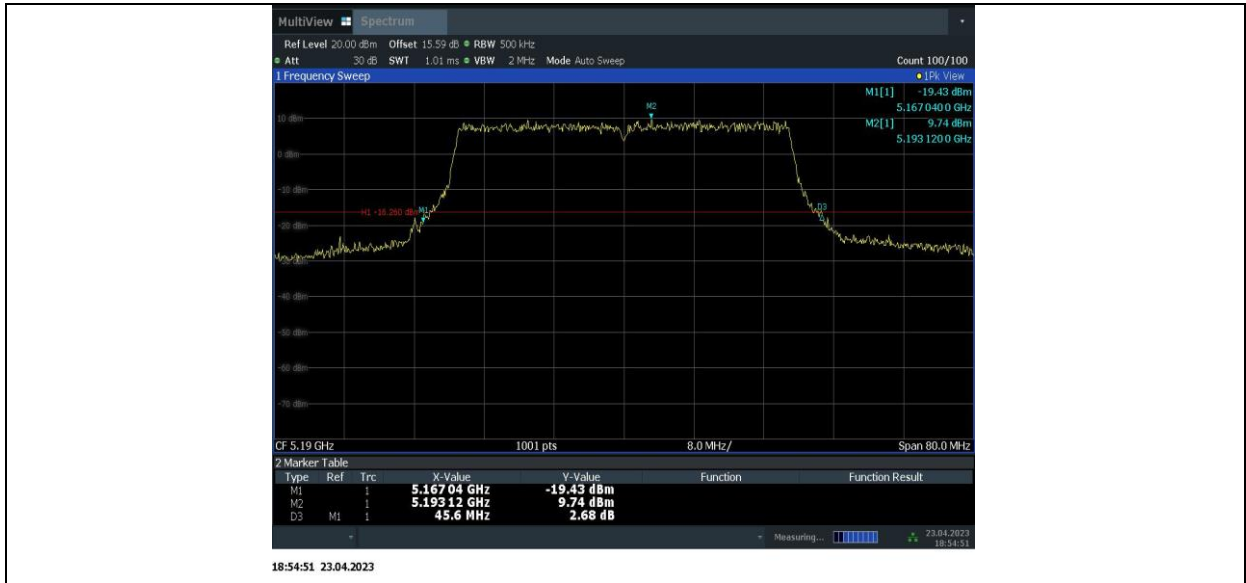 MultiView Spectrum
Ref Level 20.00 dBm Offset 15.59 dB RBW 500 kHz
Att 30 dB SWT 1.01 ms VBW 2 MHz Mode Auto Sweep Count 100/100
1 Frequency Sweep 1Pk View
M1[1] -19.43 dBm
5.167 040 0 GHz
M2
M2[1] 9.74 dBm
5.193 120 0 GHz
10 dBm
0 dBm
-10 dBm
H1 -16.260 dBm M1 D3
-20 dBm
-30 dBm
-40 dBm
-50 dBm
-60 dBm
-70 dBm
CF 5.19 GHz 1001 pts 8.0 MHz/ Span 80.0 MHz
2 Marker Table
Type Ref Trc X-Value Y-Value Function Function Result
M1 1 5.167 04 GHz -19.43 dBm
M2 1 5.193 12 GHz 9.74 dBm
D3 M1 1 45.6 MHz 2.68 dB
Measuring... 23.04.2023
18:54:51
18:54:51 23.04.2023